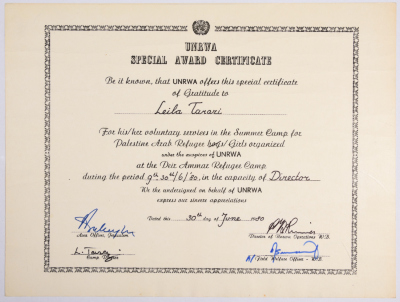 UNRWA
SPECIAL AWARD CERTIFICATE
Be it known, that UNRWA offers this special certificate
of Gratitude to
Leila Tarazi
For his/her voluntary services in the Summer Camp, for
Palestine Arab Refugee boys/Girls organized
under the auspices of UNRWA
at the Deir Ammar Refugee Camp
during the period 9th 30th/6/80, in the capacity of Director
We the undersigned on behalf of UNRWA
express our sincere appreciations
Dated this 30th day of June 1980
Area Officer,
Director of Unrwa Operations W.B.
L. Tarazi
Camp Director
Field Welfare Officer - W.B.